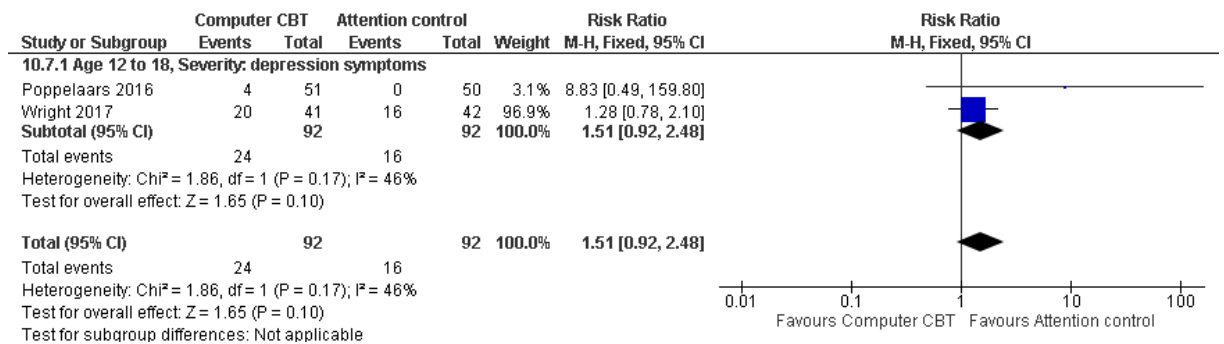 Computer CBT Attention control Risk Ratio Risk Ratio
Study or Subgroup Events Total Events Total Weight M-H, Fixed, 95% CI M-H, Fixed, 95% CI
10.7.1 Age 12 to 18, Severity: depression symptoms
Poppelaars 2016 4 51 0 50 3.1% 8.83 [0.49, 159.80]
Wright 2017 20 41 16 42 96.9% 1.28 [0.78, 2.10]
Subtotal (95% CI) 92 92 100.0% 1.51 [0.92, 2.48]
Total events 24 16
Heterogeneity: Chi² = 1.86, df = 1 (P = 0.17); I² = 46%
Test for overall effect: Z = 1.65 (P = 0.10)
Total (95% CI) 92 92 100.0% 1.51 [0.92, 2.48]
Total events 24 16
Heterogeneity: Chi² = 1.86, df = 1 (P = 0.17); I² = 46%
Test for overall effect: Z = 1.65 (P = 0.10)
Test for subgroup differences: Not applicable
0.01 0.1 1 10 100
Favours Computer CBT Favours Attention control